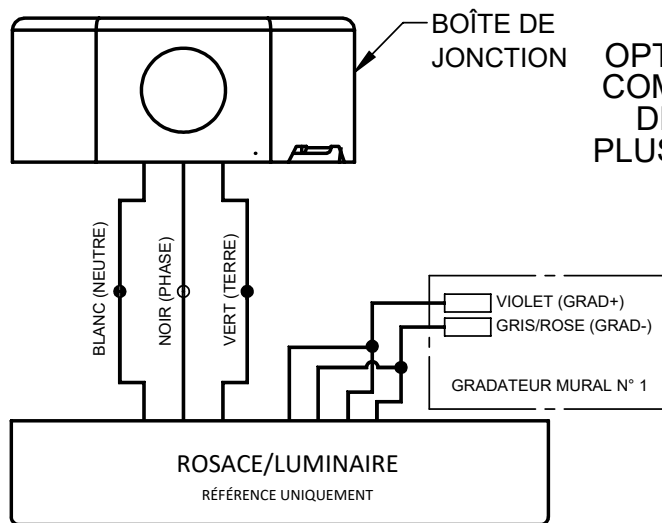 BOÎTE DE
JONCTION
BLANC (NEUTRE)
NOIR (PHASE)
VERT (TERRE)
VIOLET (GRAD+)
GRIS/ROSE (GRAD-)
GRADATEUR MURAL N° 1
ROSACE/LUMINAIRE
RÉFÉRENCE UNIQUEMENT